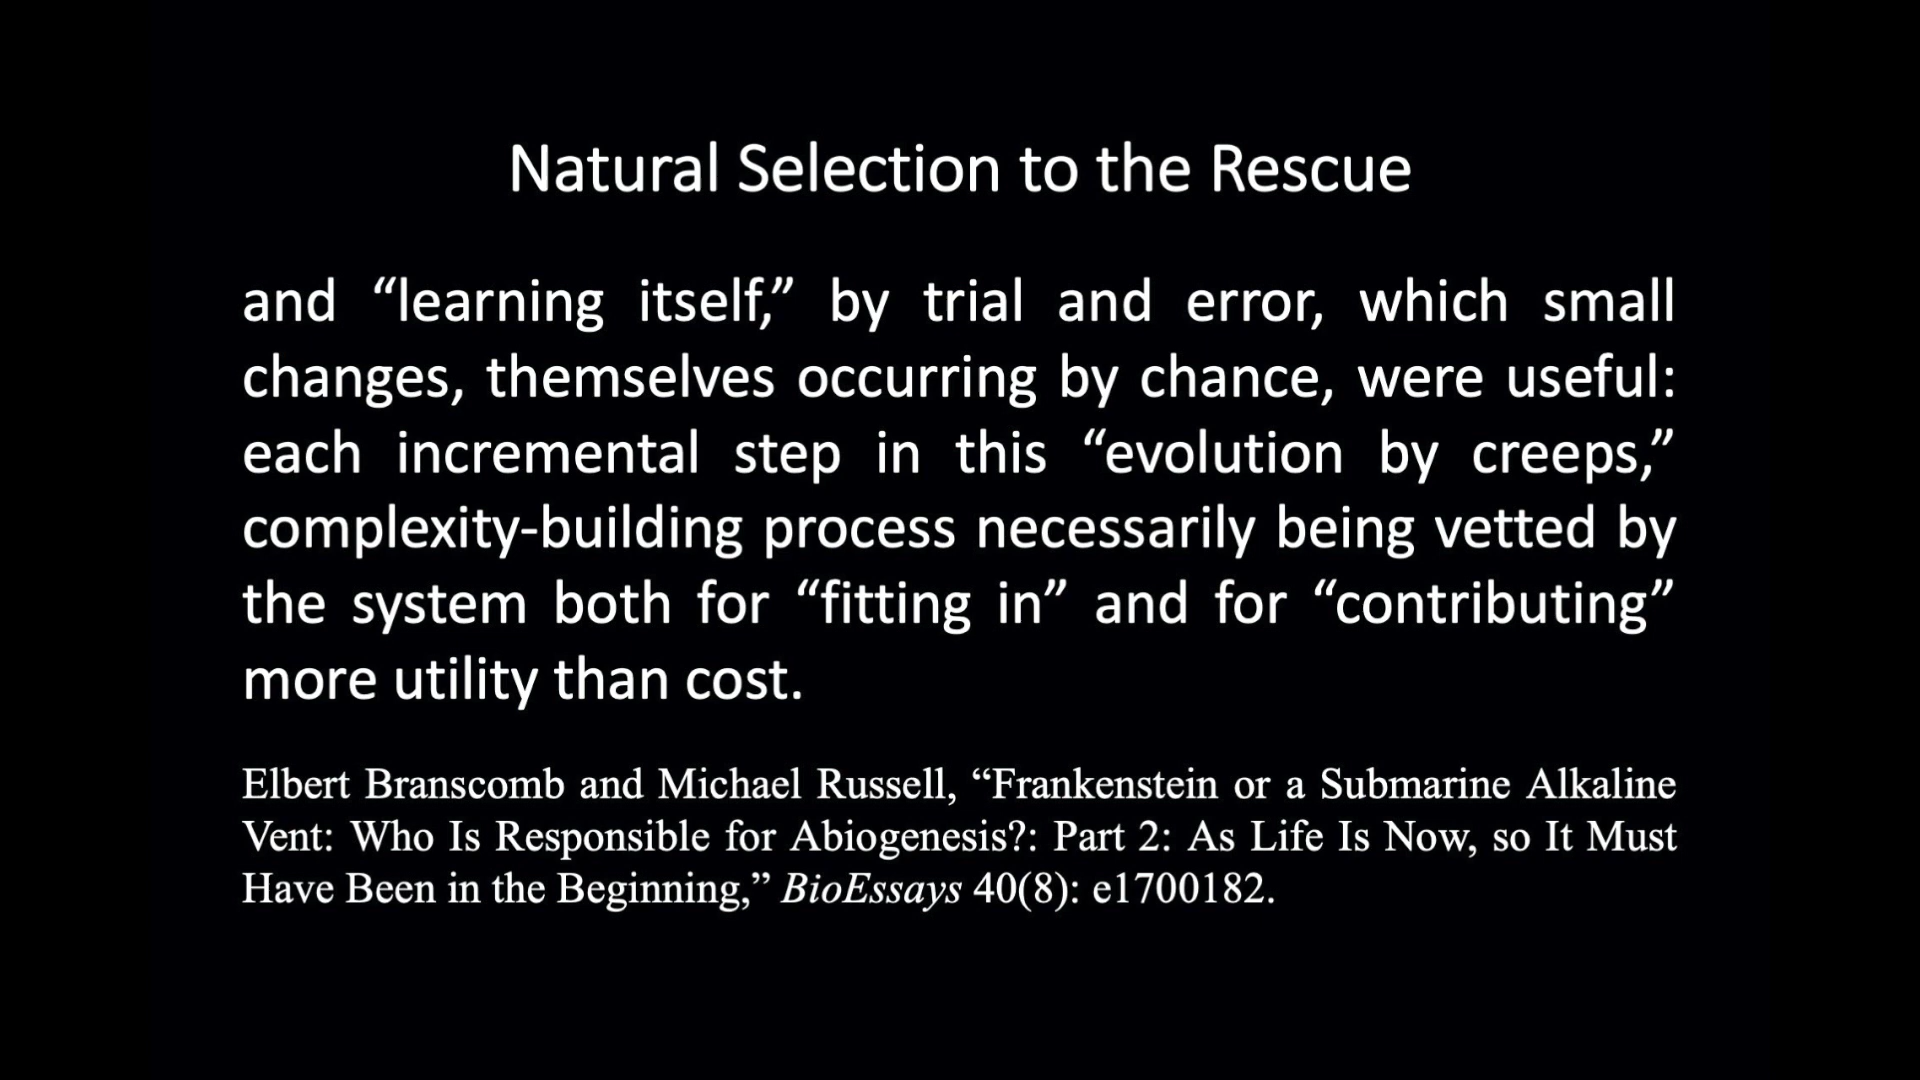 Natural Selection to the Rescue
and “learning itself,” by trial and error, which small
changes, themselves occurring by chance, were useful:
each incremental step in this “evolution by creeps,”
complexity-building process necessarily being vetted by
the system both for “fitting in” and for “contributing”
more utility than cost.
Elbert Branscomb and Michael Russell, “Frankenstein or a Submarine Alkaline
Vent: Who Is Responsible for Abiogenesis?: Part 2: As Life Is Now, so It Must
Have Been in the Beginning,” BioEssays 40(8): e1700182.